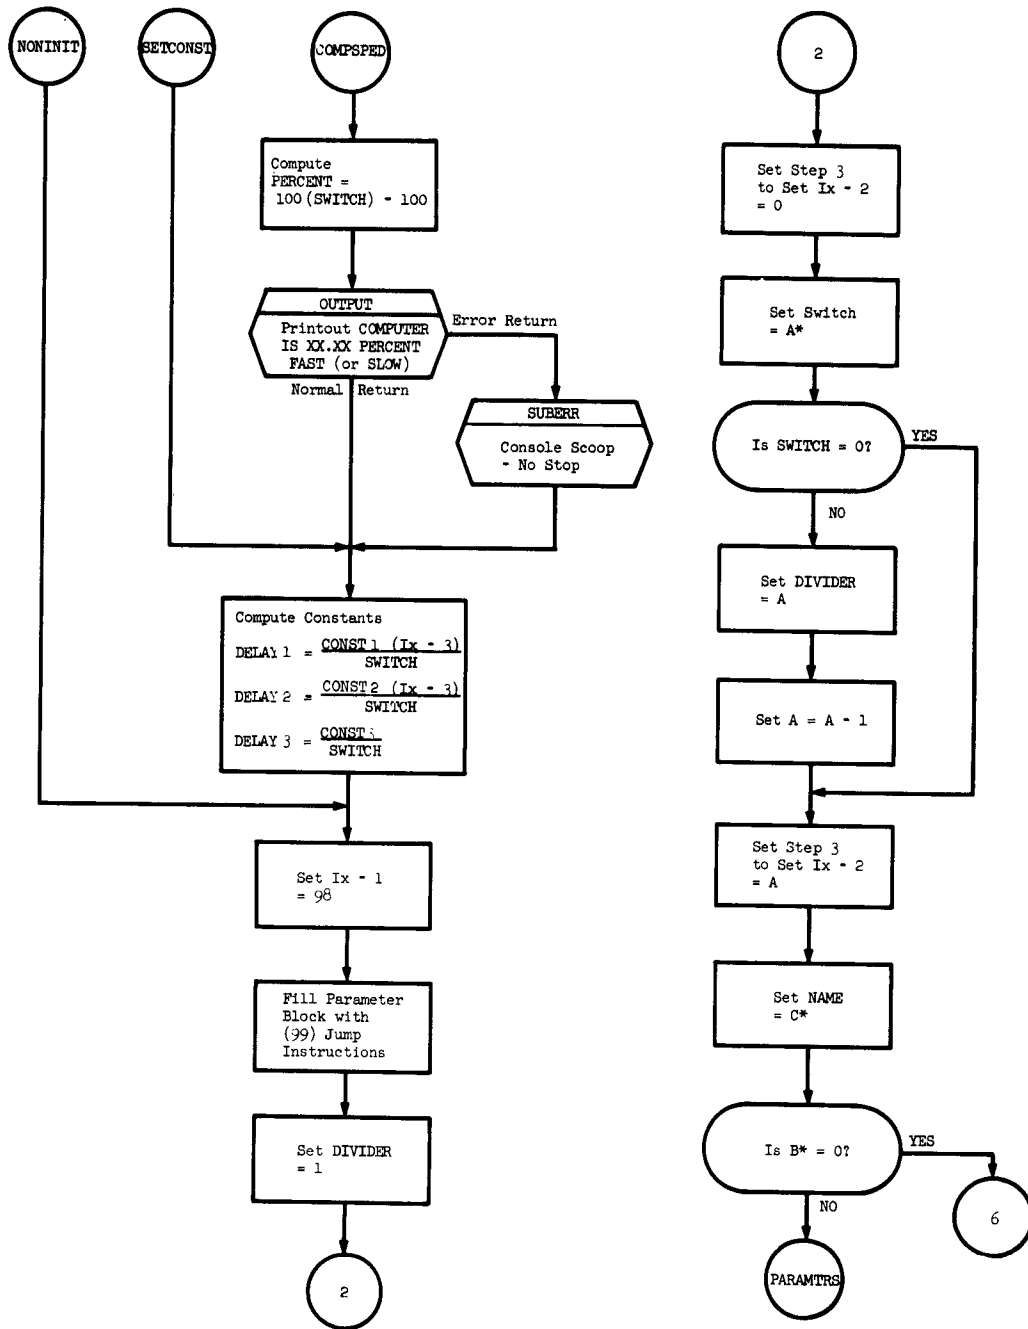 NONINIT
SETCONST
COMPSPED
Compute
PERCENT =
100 (SWITCH) - 100
OUTPUT
Printout COMPUTER
IS XX.XX PERCENT
FAST (or SLOW)
Error Return
Normal Return
SUBERR
Console Scoop
- No Stop
Compute Constants
DELAY 1 = CONST 1 (Ix - 3)
SWITCH
DELAY 2 = CONST 2 (Ix - 3)
SWITCH
DELAY 3 = CONST 3
SWITCH
Set Ix - 1
= 98
Fill Parameter
Block with
(99) Jump
Instructions
Set DIVIDER
= 1
2
2
Set Step 3
to Set Ix - 2
= 0
Set Switch
= A*
Is SWITCH = 0?
YES
NO
Set DIVIDER
= A
Set A = A - 1
Set Step 3
to Set Ix - 2
= A
Set NAME
= C*
Is B* = 0?
YES
NO
6
PARAMTRS